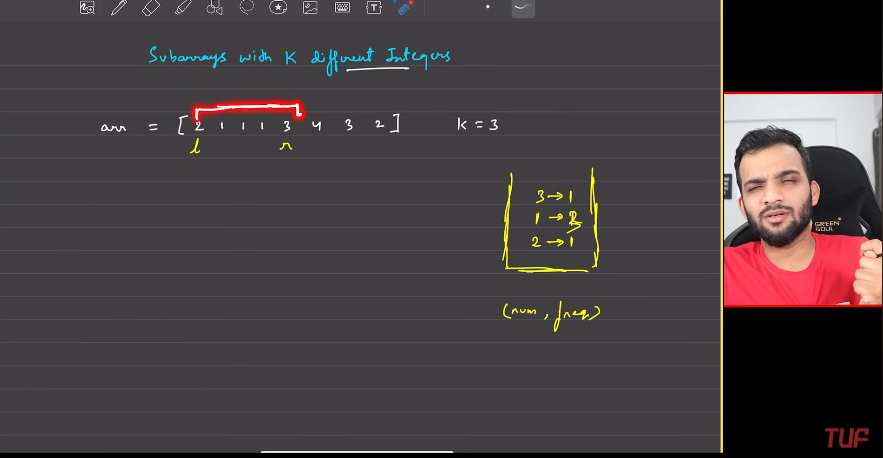 Subarrays with K different Integers
arr = [2 1 1 1 3 4 3 2] K = 3
l r
3 → 1
1 → 3
2 → 1
(num, freq)
GREEN SOUL
TUF